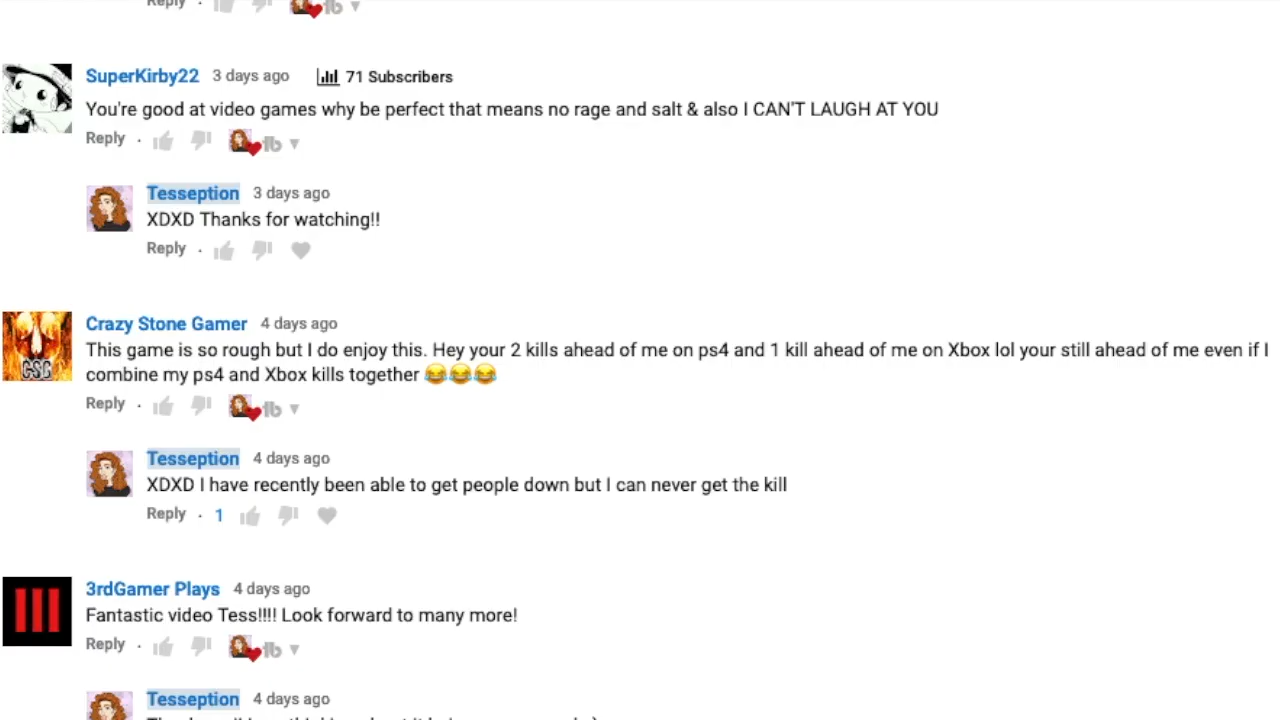 Reply ·
SuperKirby22 3 days ago 71 Subscribers
You're good at video games why be perfect that means no rage and salt & also I CAN'T LAUGH AT YOU
Reply ·
Tesseption 3 days ago
XDXD Thanks for watching!!
Reply ·
Crazy Stone Gamer 4 days ago
This game is so rough but I do enjoy this. Hey your 2 kills ahead of me on ps4 and 1 kill ahead of me on Xbox lol your still ahead of me even if I
combine my ps4 and Xbox kills together 😂😂😂
CSG
Reply ·
Tesseption 4 days ago
XDXD I have recently been able to get people down but I can never get the kill
Reply · 1
3rdGamer Plays 4 days ago
Fantastic video Tess!!!! Look forward to many more!
Reply ·
Tesseption 4 days ago